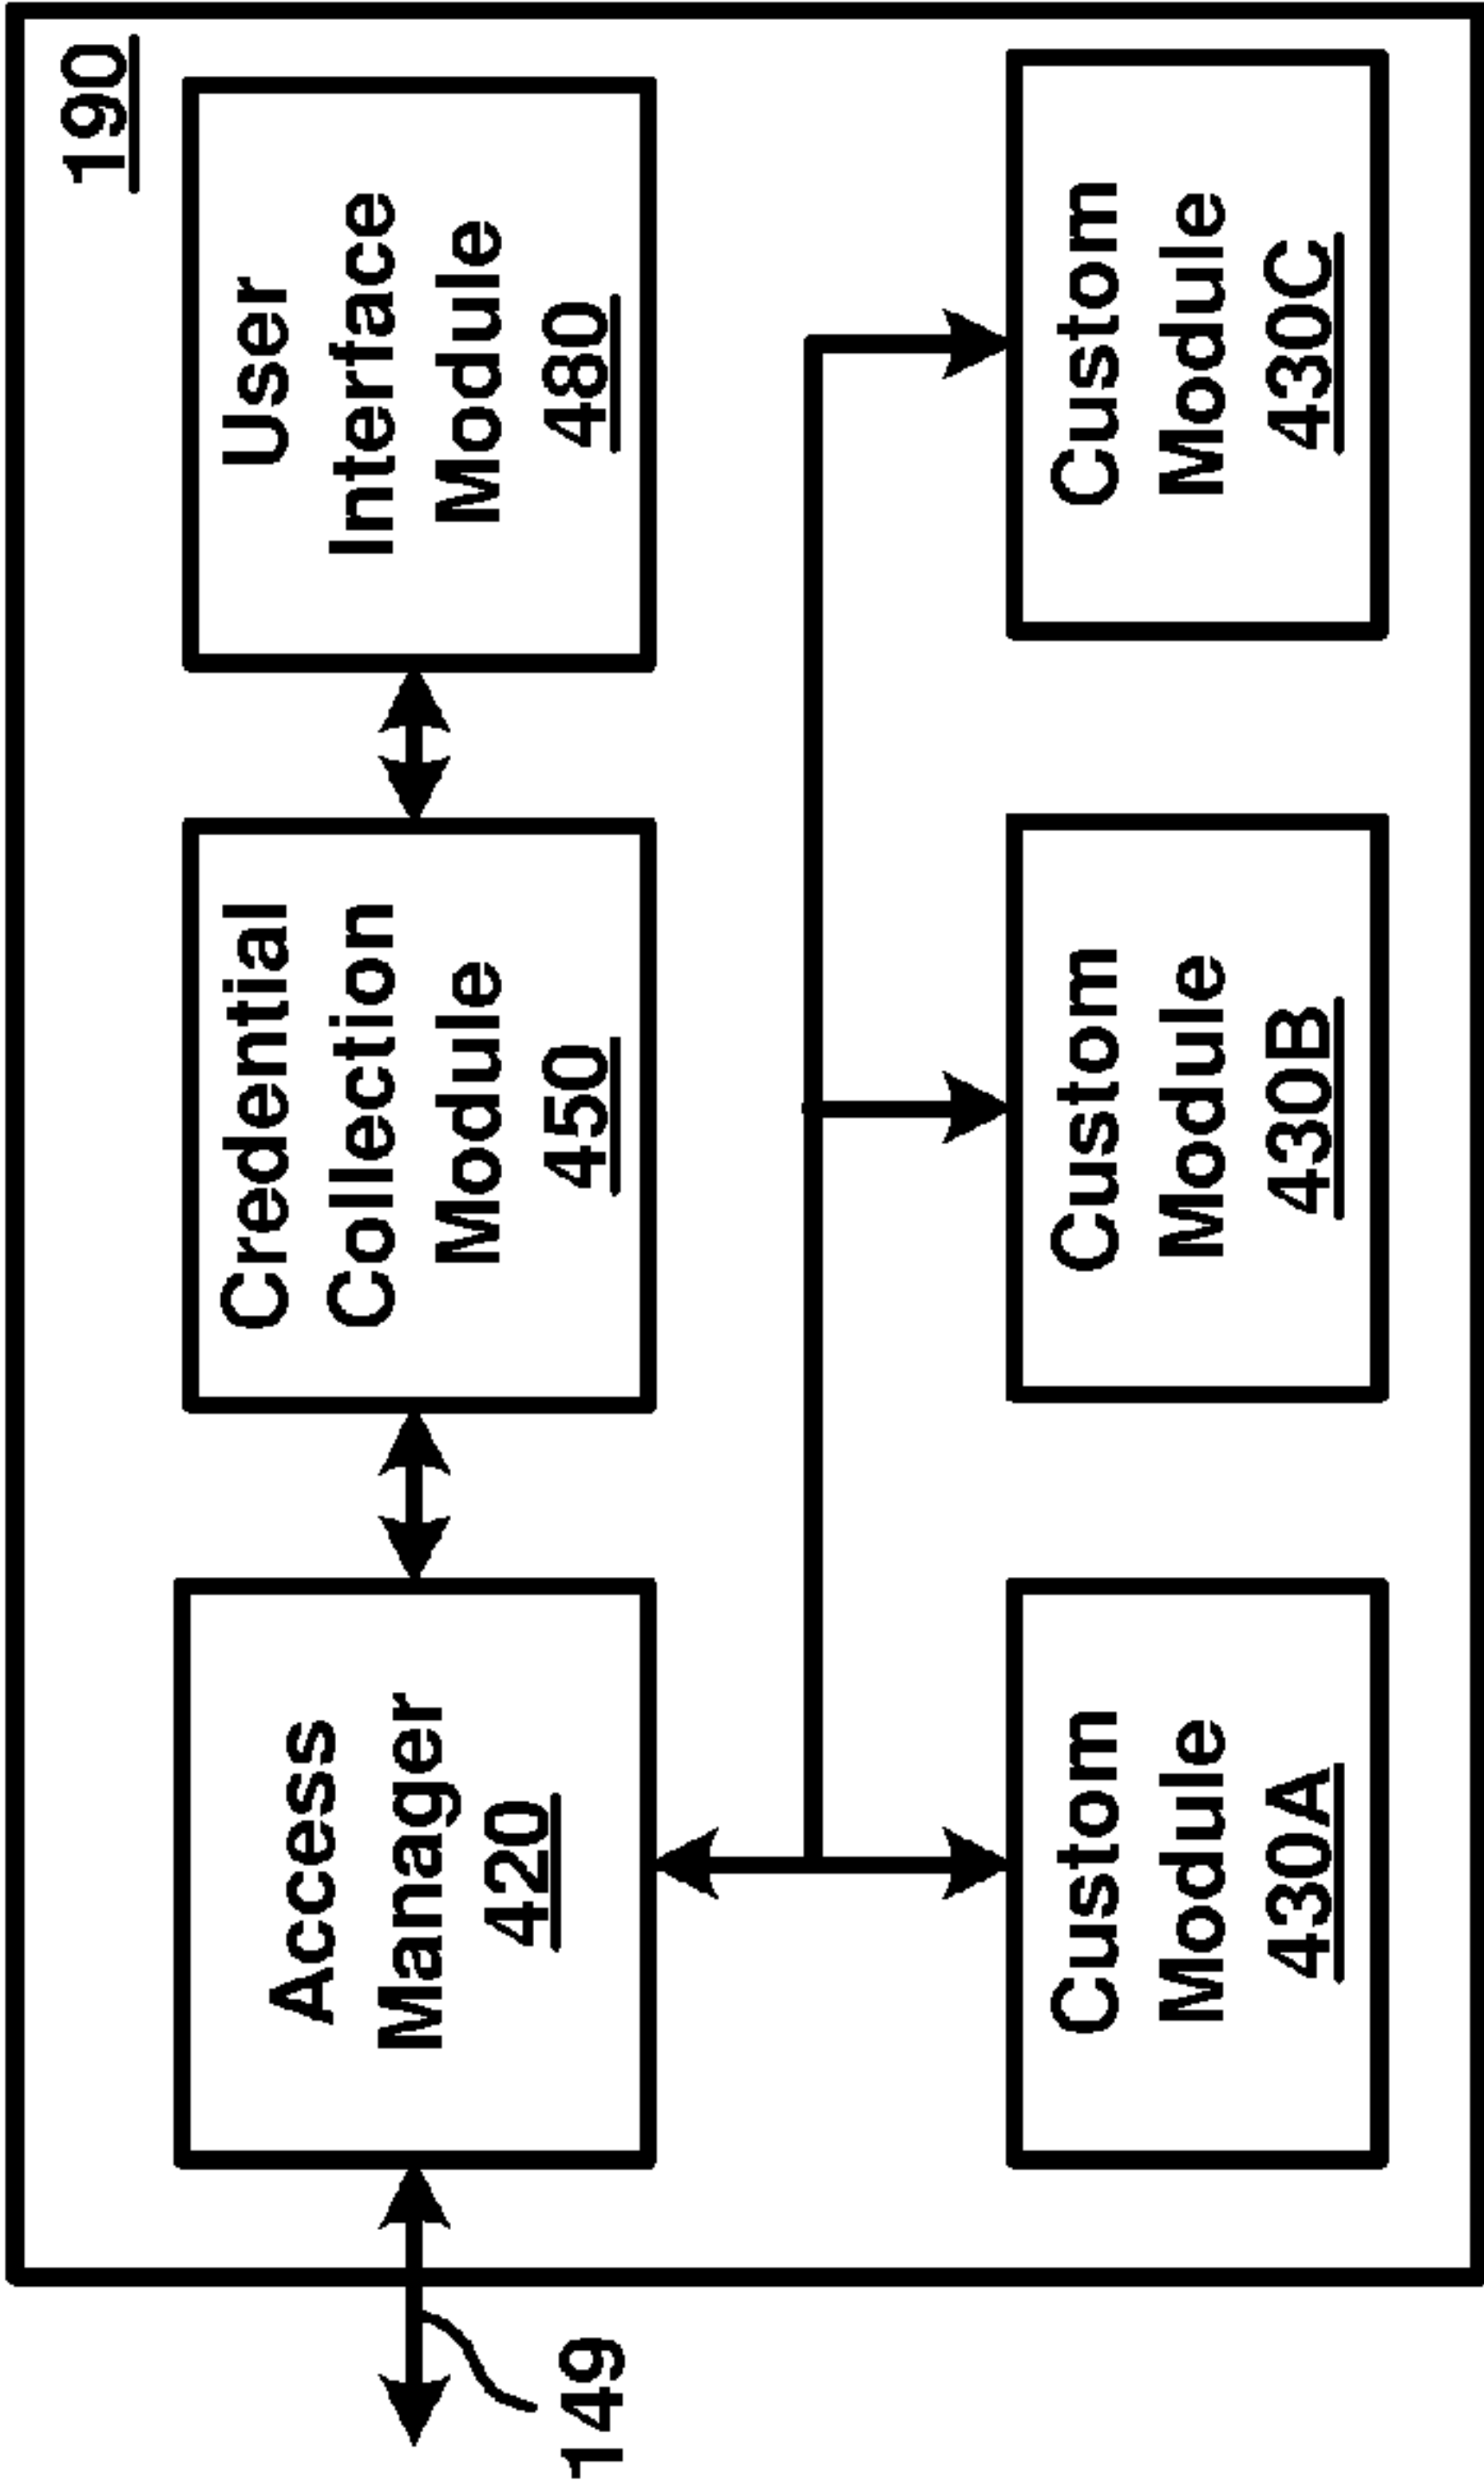 190
Access
Manager
420
Credential
Collection
Module
450
User
Interface
Module
480
149
Custom
Module
430A
Custom
Module
430B
Custom
Module
430C